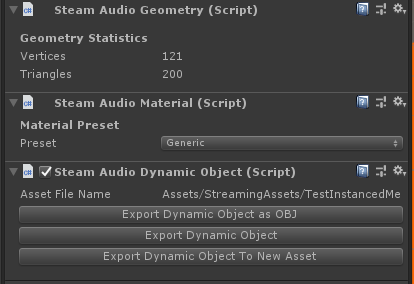 Steam Audio Geometry (Script)
Geometry Statistics
Vertices 121
Triangles 200
Steam Audio Material (Script)
Material Preset
Preset Generic
Steam Audio Dynamic Object (Script)
Asset File Name Assets/StreamingAssets/TestInstancedMe
Export Dynamic Object as OBJ
Export Dynamic Object
Export Dynamic Object To New Asset